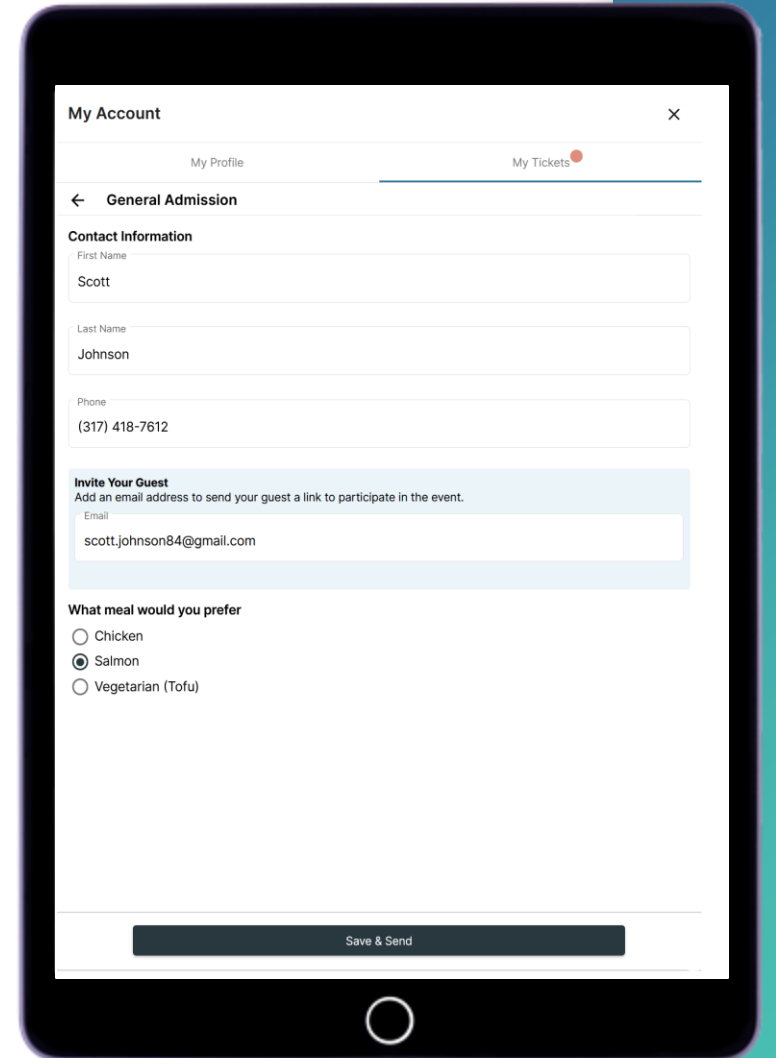 My Account
My Profile
My Tickets
General Admission
Contact Information
First Name
Scott
Last Name
Johnson
Phone
(317) 418-7612
Invite Your Guest
Add an email address to send your guest a link to participate in the event.
Email
scott.johnson84@gmail.com
What meal would you prefer
Chicken
Salmon
Vegetarian (Tofu)
Save & Send